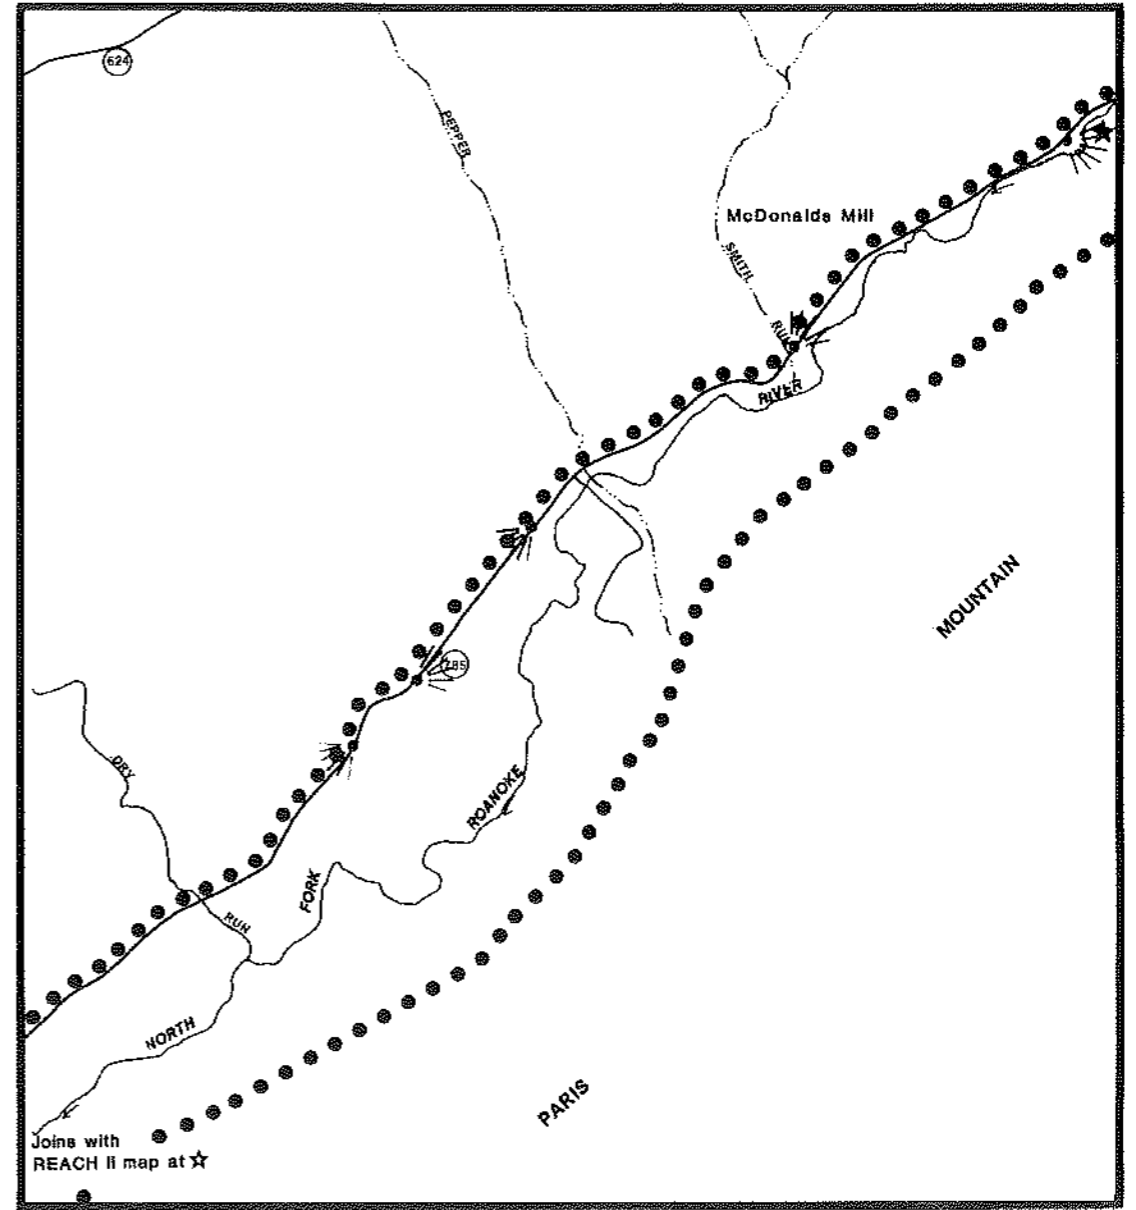 624
PEPPER
McDonalds Mill
SMITH
RUN
RIVER
MOUNTAIN
785
DRY
ROANOKE
FORK
RUN
NORTH
PARIS
Joins with
REACH II map at ☆